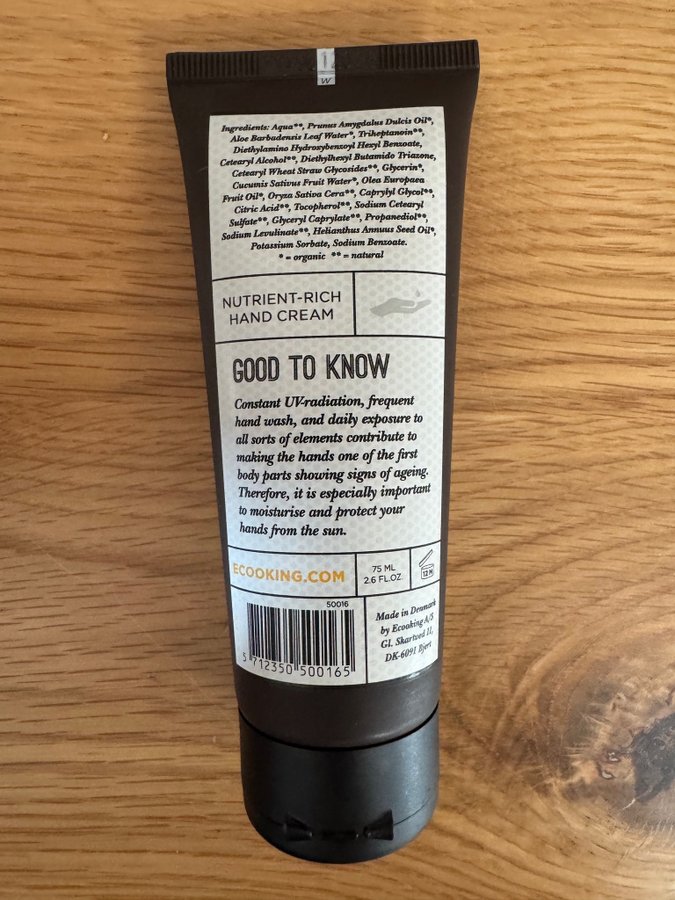 Ingredients: Aqua**, Prunus Amygdalus Dulcis Oil*,
Aloe Barbadensis Leaf Water*, Triheptanoin**,
Diethylamino Hydroxybenzoyl Hexyl Benzoate,
Cetearyl Alcohol**, Diethylhexyl Butamido Triazone,
Cetearyl Wheat Straw Glycosides**, Glycerin*,
Cucumis Sativus Fruit Water*, Olea Europaea
Fruit Oil*, Oryza Sativa Cera**, Caprylyl Glycol**,
Citric Acid**, Tocopherol**, Sodium Cetearyl
Sulfate**, Glyceryl Caprylate**, Propanediol**,
Sodium Levulinate**, Helianthus Annuus Seed Oil*,
Potassium Sorbate, Sodium Benzoate.
* = organic ** = natural
NUTRIENT-RICH
HAND CREAM
GOOD TO KNOW
Constant UV-radiation, frequent
hand wash, and daily exposure to
all sorts of elements contribute to
making the hands one of the first
body parts showing signs of ageing.
Therefore, it is especially important
to moisturise and protect your
hands from the sun.
ECOOKING.COM
75 ML
2.6 FL.OZ.
12 M
50016
5 712350 500165
Made in Denmark
by Ecooking A/S
Gl. Skartved 11,
DK-6091 Bjert